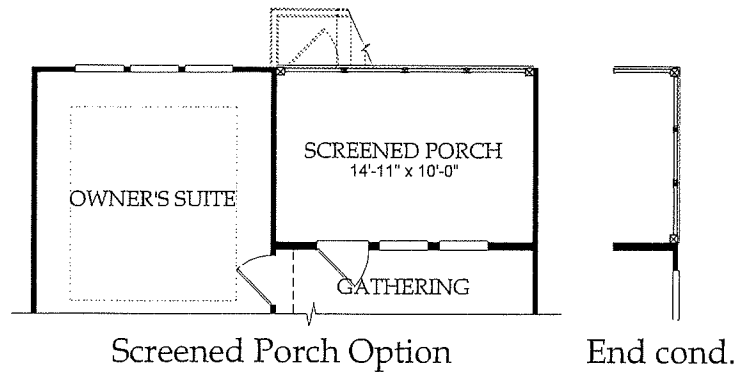 SCREENED PORCH
14'-11" x 10'-0"
OWNER'S SUITE
GATHERING
Screened Porch Option
End cond.